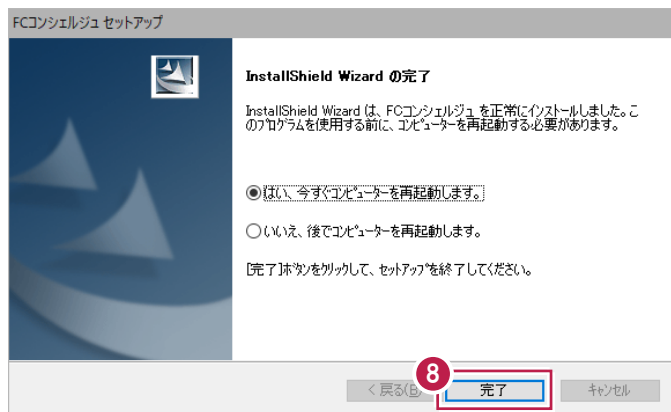 FCコンシェルジュ セットアップ
InstallShield Wizard の完了
InstallShield Wizard は、FCコンシェルジュ を正常にインストールしました。こ
のプログラムを使用する前に、コンピューターを再起動する必要があります。
はい、今すぐコンピューターを再起動します。
いいえ、後でコンピューターを再起動します。
[完了]ボタンをクリックして、セットアップを終了してください。
8
< 戻る(B)
完了
キャンセル